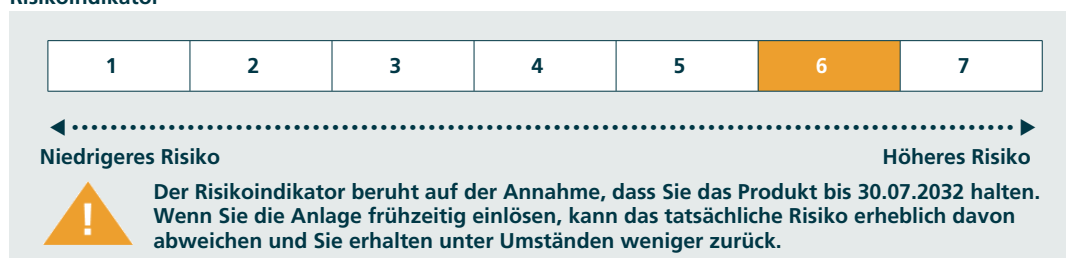 Risikoindikator
1 2 3 4 5 6 7
Niedrigeres Risiko Höheres Risiko
Der Risikoindikator beruht auf der Annahme, dass Sie das Produkt bis 30.07.2032 halten.
Wenn Sie die Anlage frühzeitig einlösen, kann das tatsächliche Risiko erheblich davon
abweichen und Sie erhalten unter Umständen weniger zurück.